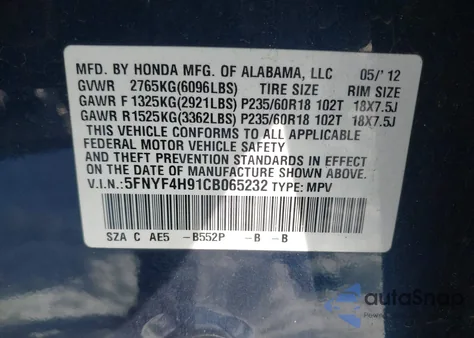 MFD. BY HONDA MFG. OF ALABAMA, LLC 05/'12
GVWR 2765KG(6096LBS) TIRE SIZE RIM SIZE
GAWR F 1325KG(2921LBS) P235/60R18 102T 18X7.5J
GAWR R1525KG(3362LBS) P235/60R18 102T 18X7.5J
THIS VEHICLE CONFORMS TO ALL APPLICABLE
FEDERAL MOTOR VEHICLE SAFETY
AND THEFT PREVENTION STANDARDS IN EFFECT
ON THE DATE OF MANUFACTURE SHOWN ABOVE.
V.I.N.:5FNYF4H91CB065232 TYPE: MPV
SZA C AE5 -B552P -B -B
autoSnap